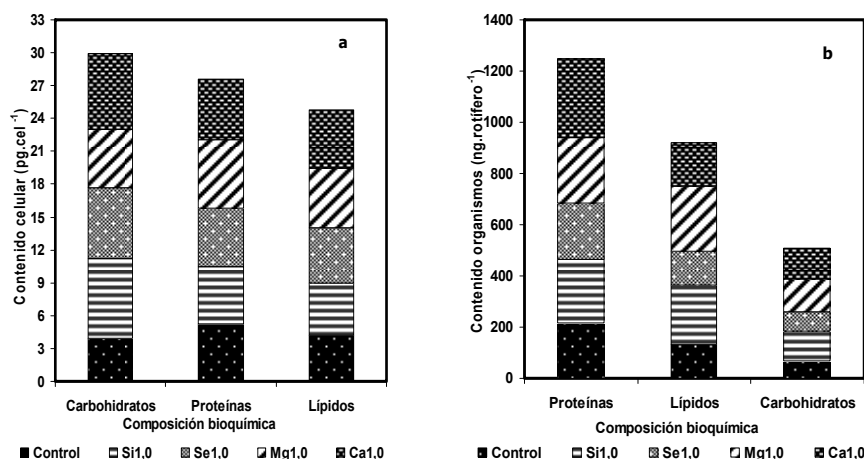 a
Contenido celular (pg.cel⁻¹)
33
30
27
24
21
18
15
12
9
6
3
0
Carbohidratos Proteínas Lípidos
Composición bioquímica
Control Si1,0 Se1,0 Mg1,0 Ca1,0
b
Contenido organismos (ng.rotífero⁻¹)
1400
1200
1000
800
600
400
200
0
Proteínas Lípidos Carbohidratos
Composición bioquímica
Control Si1,0 Se1,0 Mg1,0 Ca1,0